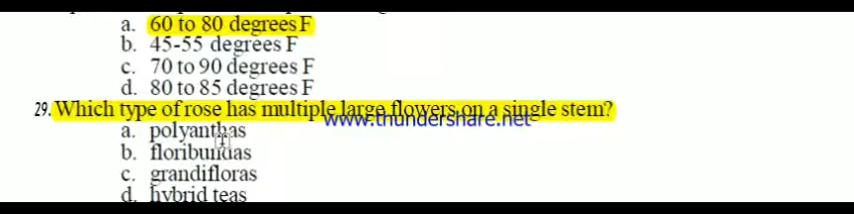 a. 60 to 80 degrees F
b. 45-55 degrees F
c. 70 to 90 degrees F
d. 80 to 85 degrees F
29. Which type of rose has multiple large flowers on a single stem?
www.thundershare.net
a. polyanthas
b. floribundas
c. grandifloras
d. hybrid teas